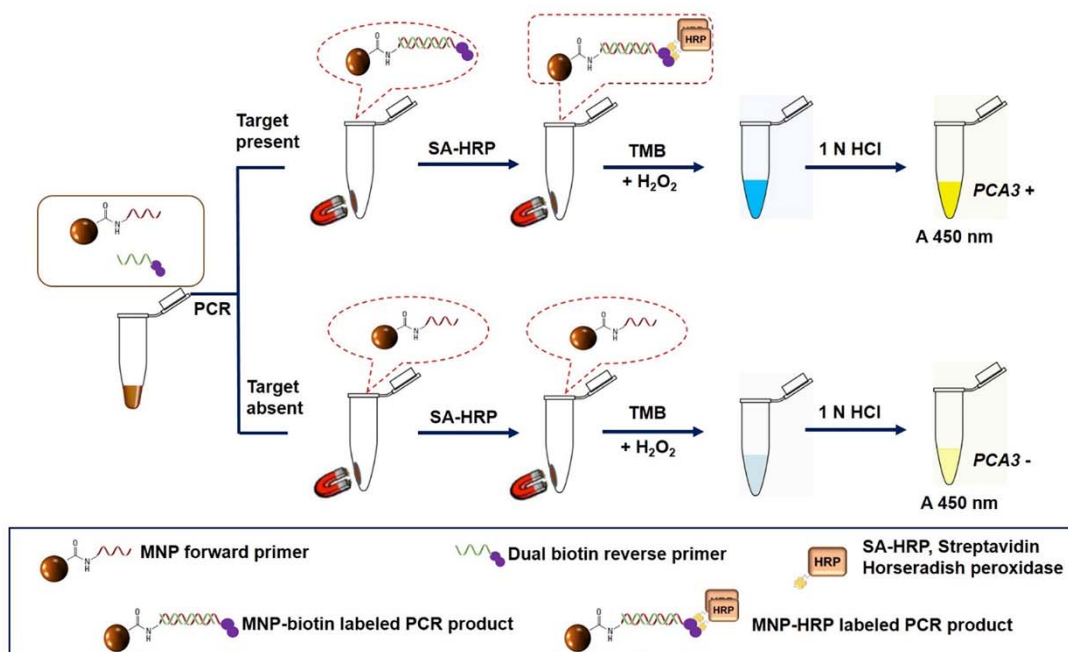 HRP
HRP
O
N
H
O
N
H
Target
present
SA-HRP
TMB
+ H₂O₂
1 N HCl
PCA3 +
A 450 nm
O
N
H
PCR
O
N
H
O
N
H
Target
absent
SA-HRP
TMB
+ H₂O₂
1 N HCl
PCA3 -
A 450 nm
O
N
H
MNP forward primer
Dual biotin reverse primer
HRP
SA-HRP, Streptavidin
Horseradish peroxidase
O
N
H
MNP-biotin labeled PCR product
O
N
H
HRP
HRP
MNP-HRP labeled PCR product